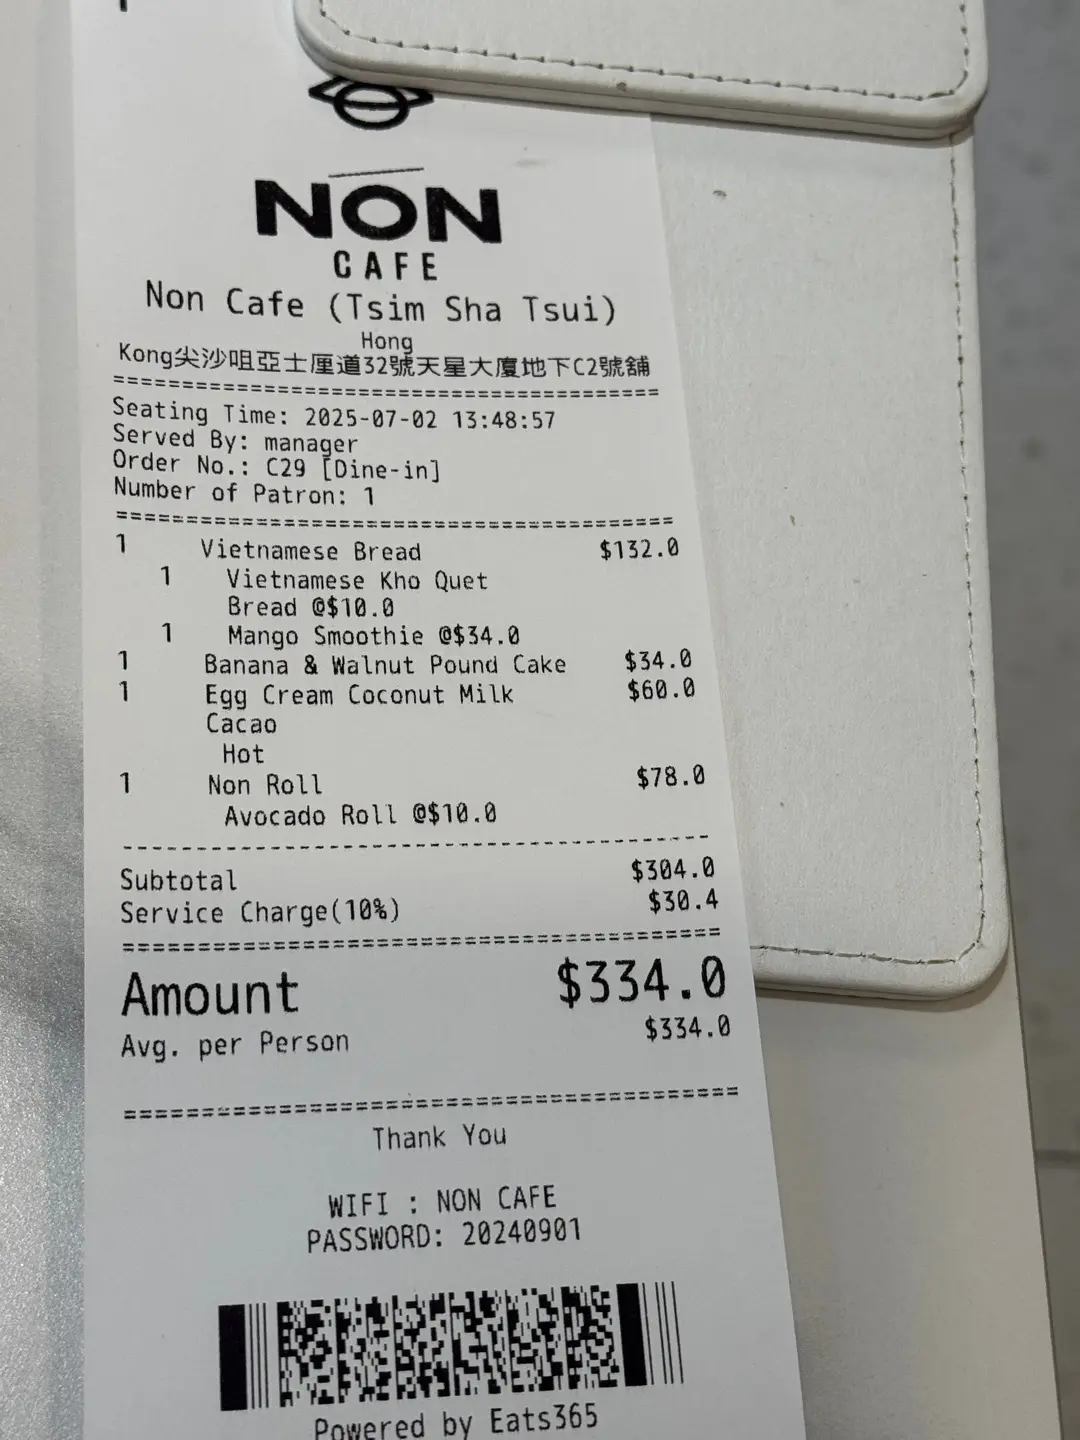 NON
CAFE
Non Cafe (Tsim Sha Tsui)
Hong
Kong尖沙咀亞士厘道32號天星大廈地下C2號舖
========================================
Seating Time: 2025-07-02 13:48:57
Served By: manager
Order No.: C29 [Dine-in]
Number of Patron: 1
========================================
1 Vietnamese Bread $132.0
1 Vietnamese Kho Quet
Bread @$10.0
1 Mango Smoothie @$34.0
1 Banana & Walnut Pound Cake $34.0
1 Egg Cream Coconut Milk $60.0
Cacao
Hot
1 Non Roll $78.0
Avocado Roll @$10.0
----------------------------------------
Subtotal $304.0
Service Charge(10%) $30.4
========================================
Amount $334.0
Avg. per Person $334.0
========================================
Thank You
WIFI : NON CAFE
PASSWORD: 20240901
Powered by Eats365